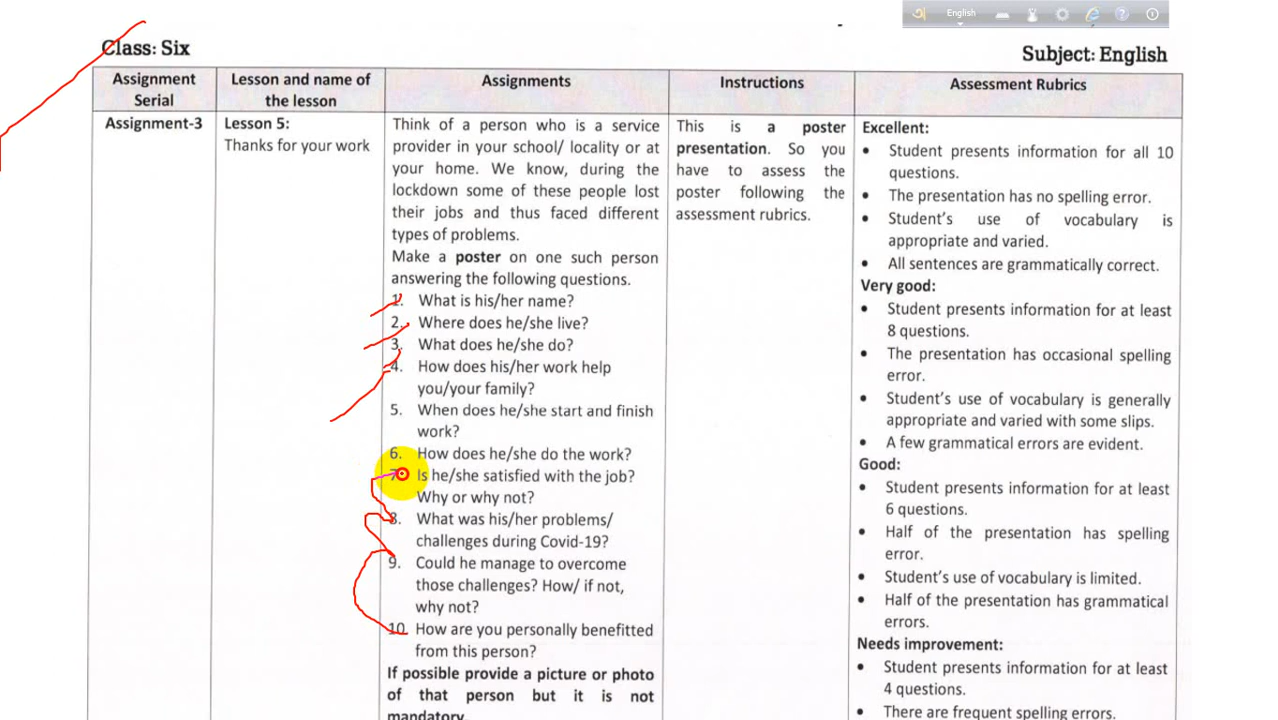 English
Class: Six
Subject: English
Assignment Serial
Lesson and name of the lesson
Assignments
Instructions
Assessment Rubrics
Assignment-3
Lesson 5:
Thanks for your work
Think of a person who is a service
provider in your school/ locality or at
your home. We know, during the
lockdown some of these people lost
their jobs and thus faced different
types of problems.
Make a poster on one such person
answering the following questions.
1. What is his/her name?
2. Where does he/she live?
3. What does he/she do?
4. How does his/her work help
you/your family?
5. When does he/she start and finish
work?
6. How does he/she do the work?
7. Is he/she satisfied with the job?
Why or why not?
8. What was his/her problems/
challenges during Covid-19?
9. Could he manage to overcome
those challenges? How/ if not,
why not?
10. How are you personally benefitted
from this person?
If possible provide a picture or photo
of that person but it is not
mandatory.
This is a poster
presentation. So you
have to assess the
poster following the
assessment rubrics.
Excellent:
• Student presents information for all 10
questions.
• The presentation has no spelling error.
• Student's use of vocabulary is
appropriate and varied.
• All sentences are grammatically correct.
Very good:
• Student presents information for at least
8 questions.
• The presentation has occasional spelling
error.
• Student's use of vocabulary is generally
appropriate and varied with some slips.
• A few grammatical errors are evident.
Good:
• Student presents information for at least
6 questions.
• Half of the presentation has spelling
error.
• Student's use of vocabulary is limited.
• Half of the presentation has grammatical
errors.
Needs improvement:
• Student presents information for at least
4 questions.
• There are frequent spelling errors.